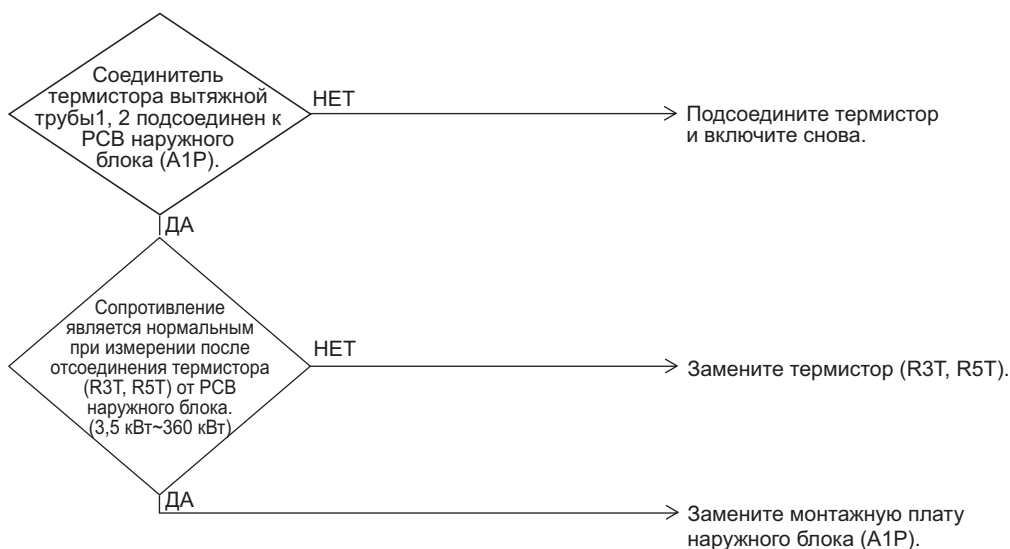 Соединитель
термистора вытяжной
трубы1, 2 подсоединен к
PCB наружного
блока (A1P).
НЕТ
Подсоедините термистор
и включите снова.
ДА
Сопротивление
является нормальным
при измерении после
отсоединения термистора
(R3T, R5T) от PCB
наружного блока.
(3,5 кВт~360 кВт)
НЕТ
Замените термистор (R3T, R5T).
ДА
Замените монтажную плату
наружного блока (A1P).